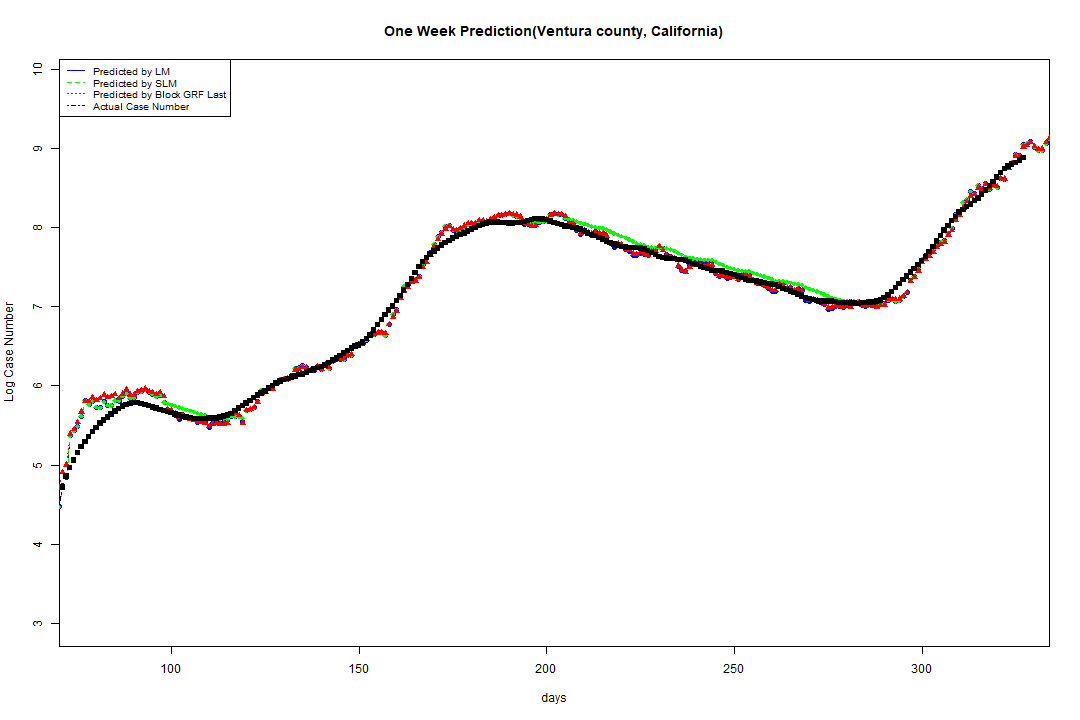 One Week Prediction(Ventura county, California)
Predicted by LM
Predicted by SLM
Predicted by Block GRF Last
Actual Case Number
10
9
8
7
6
5
4
3
Log Case Number
100 150 200 250 300
days